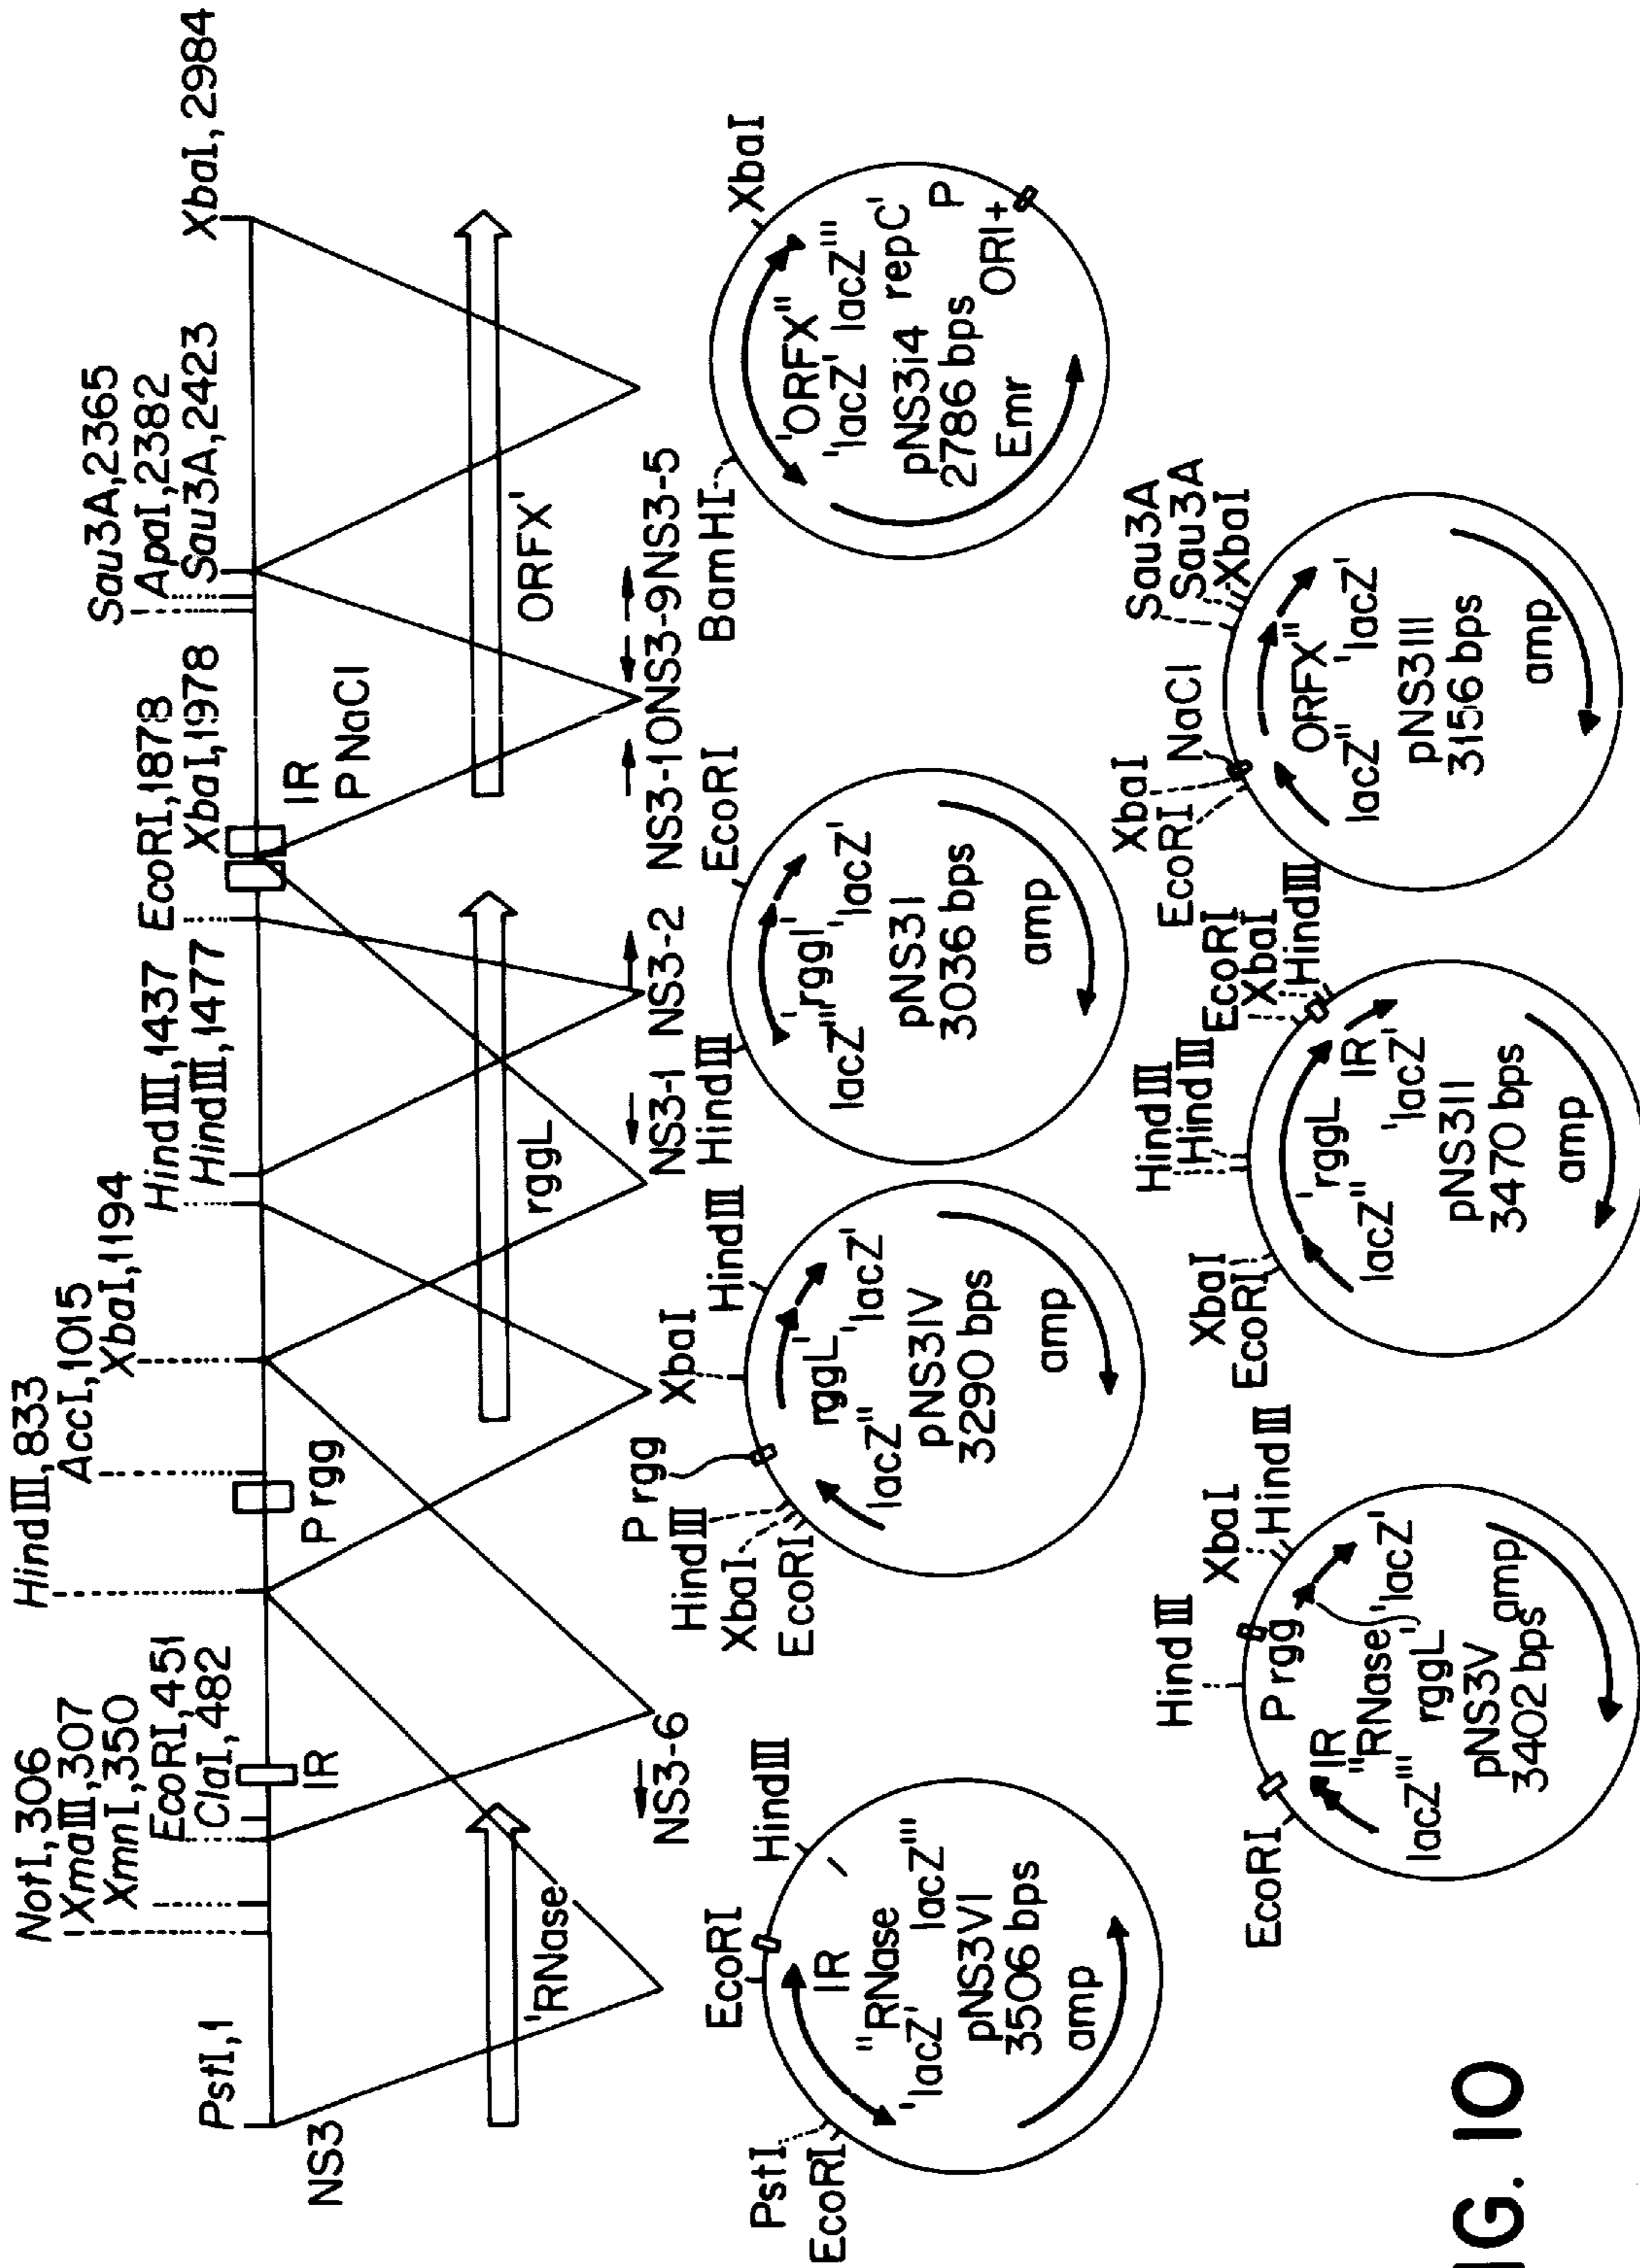 NotI, 306
XmaIII, 307
XmnI, 350
EcoRI, 451
ClaI, 482
HindIII, 833
AccI, 1015
XbaI, 1194
HindIII, 1437
HindIII, 1477
EcoRI, 1878
XbaI, 1978
Sau3A, 2365
ApaI, 2382
Sau3A, 2423
XbaI, 2984
PstI, 1
NS3
IR
P rgg
IR
P NaCl
'RNase
rggL
ORFX'
NS3-6
NS3-1
NS3-2
NS3-10
NS3-9
NS3-5
PstI
EcoRI
EcoRI
HindIII
IR
"RNase
'lacZ' lacZ'''
pNS3VI
3506 bps
amp
P rgg
HindIII
XbaI
EcoRI
XbaI
HindIII
rggL'
lacZ'' 'lacZ'
pNS3IV
3290 bps
amp
HindIII
EcoRI
'rggl'
lacZ''' 'lacZ'
pNS3I
3036 bps
amp
BamHI
XbaI
'ORFX''
'lacZ' lacZ'''
pNS3i4 repC'
2786 bps P
Emr ORI+
EcoRI
HindIII
XbaI
HindIII
IR P rgg
"RNase 'lacZ'
lacZ''' rggL'
pNS3V
3402 bps
amp
XbaI
EcoRI
HindIII
HindIII
EcoRI
XbaI
HindIII
'rggL
IR
lacZ'' 'lacZ'
pNS3II
3470 bps
amp
XbaI
EcoRI
NaCl
Sau3A
Sau3A
XbaI
ORFX''
lacZ'' 'lacZ'
pNS3III
3156 bps
amp
IG. 10